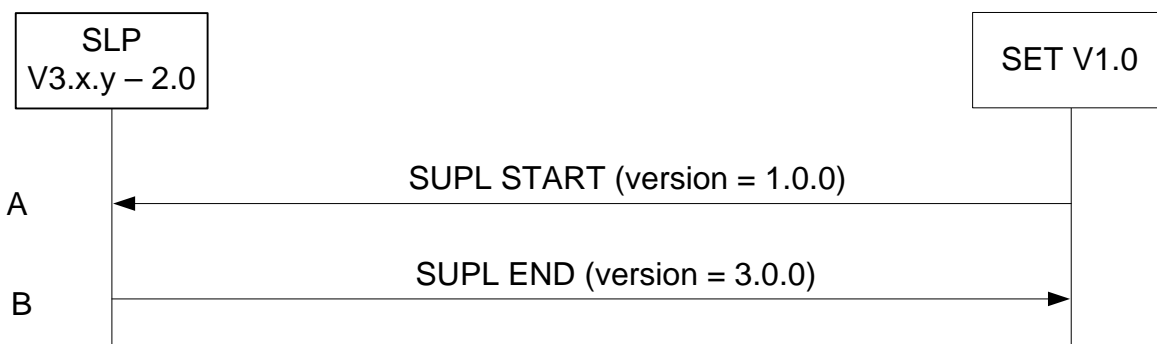 SLP
V3.x.y – 2.0
SET V1.0
SUPL START (version = 1.0.0)
A
SUPL END (version = 3.0.0)
B